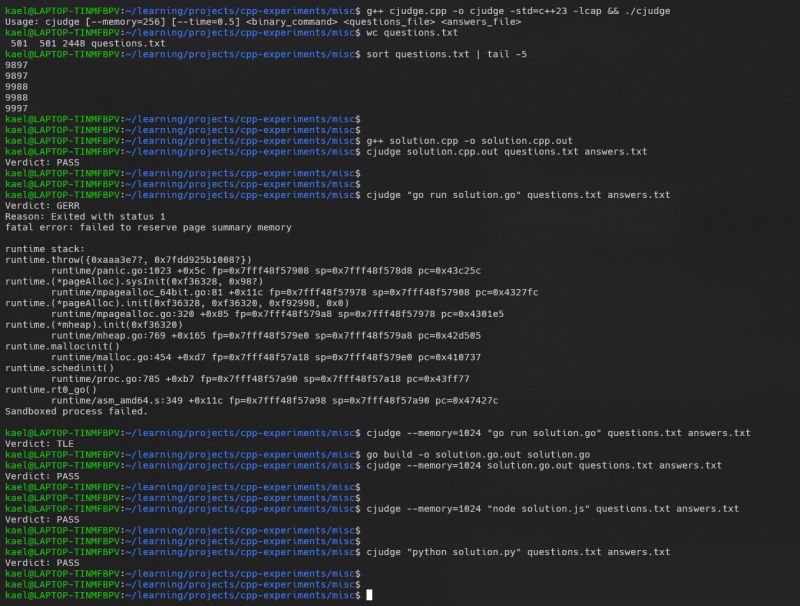 kael@LAPTOP-TINMFBPV:~/learning/projects/cpp-experiments/misc$ g++ cjudge.cpp -o cjudge -std=c++23 -lcap && ./cjudge
Usage: cjudge [--memory=256] [--time=0.5] <binary_command> <questions_file> <answers_file>
kael@LAPTOP-TINMFBPV:~/learning/projects/cpp-experiments/misc$ wc questions.txt
501  501 2448 questions.txt
kael@LAPTOP-TINMFBPV:~/learning/projects/cpp-experiments/misc$ sort questions.txt | tail -5
9897
9897
9988
9988
9997
kael@LAPTOP-TINMFBPV:~/learning/projects/cpp-experiments/misc$
kael@LAPTOP-TINMFBPV:~/learning/projects/cpp-experiments/misc$
kael@LAPTOP-TINMFBPV:~/learning/projects/cpp-experiments/misc$ g++ solution.cpp -o solution.cpp.out
kael@LAPTOP-TINMFBPV:~/learning/projects/cpp-experiments/misc$ cjudge solution.cpp.out questions.txt answers.txt
Verdict: PASS
kael@LAPTOP-TINMFBPV:~/learning/projects/cpp-experiments/misc$
kael@LAPTOP-TINMFBPV:~/learning/projects/cpp-experiments/misc$
kael@LAPTOP-TINMFBPV:~/learning/projects/cpp-experiments/misc$ cjudge "go run solution.go" questions.txt answers.txt
Verdict: GERR
Reason: Exited with status 1
fatal error: failed to reserve page summary memory

runtime stack:
runtime.throw({0xaaa3e7?, 0x7fdd925b1008?})
        runtime/panic.go:1023 +0x5c fp=0x7fff48f57908 sp=0x7fff48f578d8 pc=0x43c25c
runtime.(*pageAlloc).sysInit(0xf36328, 0x98?)
        runtime/mpagealloc_64bit.go:81 +0x11c fp=0x7fff48f57978 sp=0x7fff48f57908 pc=0x4327fc
runtime.(*pageAlloc).init(0xf36328, 0xf36320, 0xf92998, 0x0)
        runtime/mpagealloc.go:320 +0x85 fp=0x7fff48f579a8 sp=0x7fff48f57978 pc=0x4301e5
runtime.(*mheap).init(0xf36320)
        runtime/mheap.go:769 +0x165 fp=0x7fff48f579e0 sp=0x7fff48f579a8 pc=0x42d505
runtime.mallocinit()
        runtime/malloc.go:454 +0xd7 fp=0x7fff48f57a18 sp=0x7fff48f579e0 pc=0x410737
runtime.schedinit()
        runtime/proc.go:785 +0xb7 fp=0x7fff48f57a90 sp=0x7fff48f57a18 pc=0x43ff77
runtime.rt0_go()
        runtime/asm_amd64.s:349 +0x11c fp=0x7fff48f57a98 sp=0x7fff48f57a90 pc=0x47427c
Sandboxed process failed.

kael@LAPTOP-TINMFBPV:~/learning/projects/cpp-experiments/misc$ cjudge --memory=1024 "go run solution.go" questions.txt answers.txt
Verdict: TLE
kael@LAPTOP-TINMFBPV:~/learning/projects/cpp-experiments/misc$ go build -o solution.go.out solution.go
kael@LAPTOP-TINMFBPV:~/learning/projects/cpp-experiments/misc$ cjudge --memory=1024 solution.go.out questions.txt answers.txt
Verdict: PASS
kael@LAPTOP-TINMFBPV:~/learning/projects/cpp-experiments/misc$
kael@LAPTOP-TINMFBPV:~/learning/projects/cpp-experiments/misc$
kael@LAPTOP-TINMFBPV:~/learning/projects/cpp-experiments/misc$ cjudge --memory=1024 "node solution.js" questions.txt answers.txt
Verdict: PASS
kael@LAPTOP-TINMFBPV:~/learning/projects/cpp-experiments/misc$
kael@LAPTOP-TINMFBPV:~/learning/projects/cpp-experiments/misc$
kael@LAPTOP-TINMFBPV:~/learning/projects/cpp-experiments/misc$ cjudge "python solution.py" questions.txt answers.txt
Verdict: PASS
kael@LAPTOP-TINMFBPV:~/learning/projects/cpp-experiments/misc$
kael@LAPTOP-TINMFBPV:~/learning/projects/cpp-experiments/misc$
kael@LAPTOP-TINMFBPV:~/learning/projects/cpp-experiments/misc$